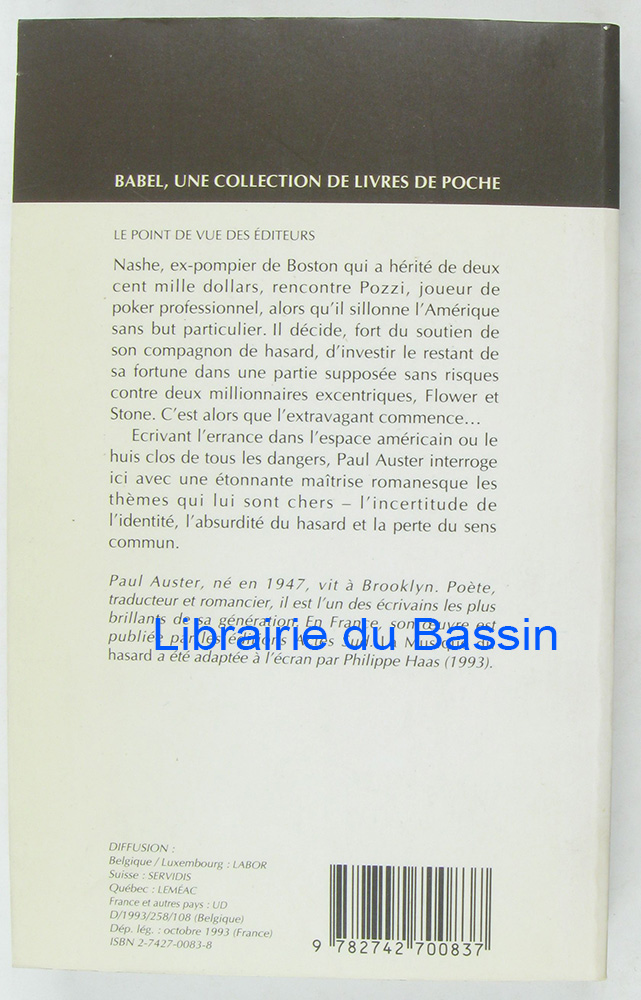 BABEL, UNE COLLECTION DE LIVRES DE POCHE
LE POINT DE VUE DES ÉDITEURS
Nashe, ex-pompier de Boston qui a hérité de deux
cent mille dollars, rencontre Pozzi, joueur de
poker professionnel, alors qu'il sillonne l'Amérique
sans but particulier. Il décide, fort du soutien de
son compagnon de hasard, d'investir le restant de
sa fortune dans une partie supposée sans risques
contre deux millionnaires excentriques, Flower et
Stone. C'est alors que l'extravagant commence...
Ecrivant l'errance dans l'espace américain ou le
huis clos de tous les dangers, Paul Auster interroge
ici avec une étonnante maîtrise romanesque les
thèmes qui lui sont chers – l'incertitude de
l'identité, l'absurdité du hasard et la perte du sens
commun.
Paul Auster, né en 1947, vit à Brooklyn. Poète,
traducteur et romancier, il est l'un des écrivains les plus
brillants de sa génération. En France, son œuvre est
publiée par les éditions Sud.
hasard a été adaptée à l'écran par Philippe Haas (1993).
Librairie du Bassin
DIFFUSION :
Belgique / Luxembourg : LABOR
Suisse : SERVIDIS
Québec : LEMÉAC
France et autres pays : UD
D/1993/258/108 (Belgique)
Dép. lég. : octobre 1993 (France)
ISBN 2-7427-0083-8
9 782742 700837